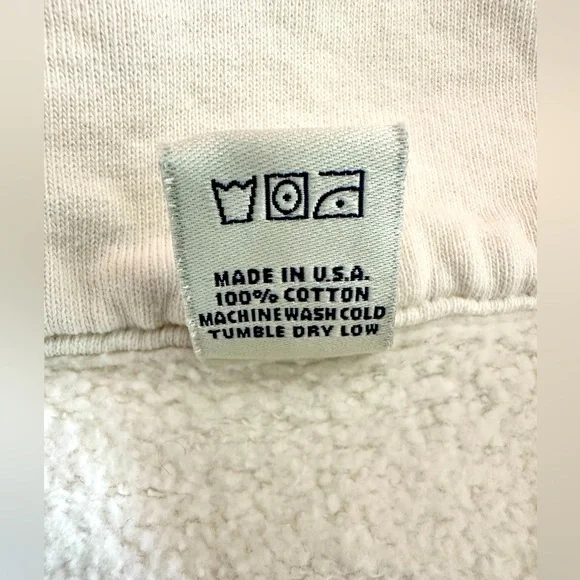 MADE IN U.S.A.
100% COTTON
MACHINE WASH COLD
TUMBLE DRY LOW